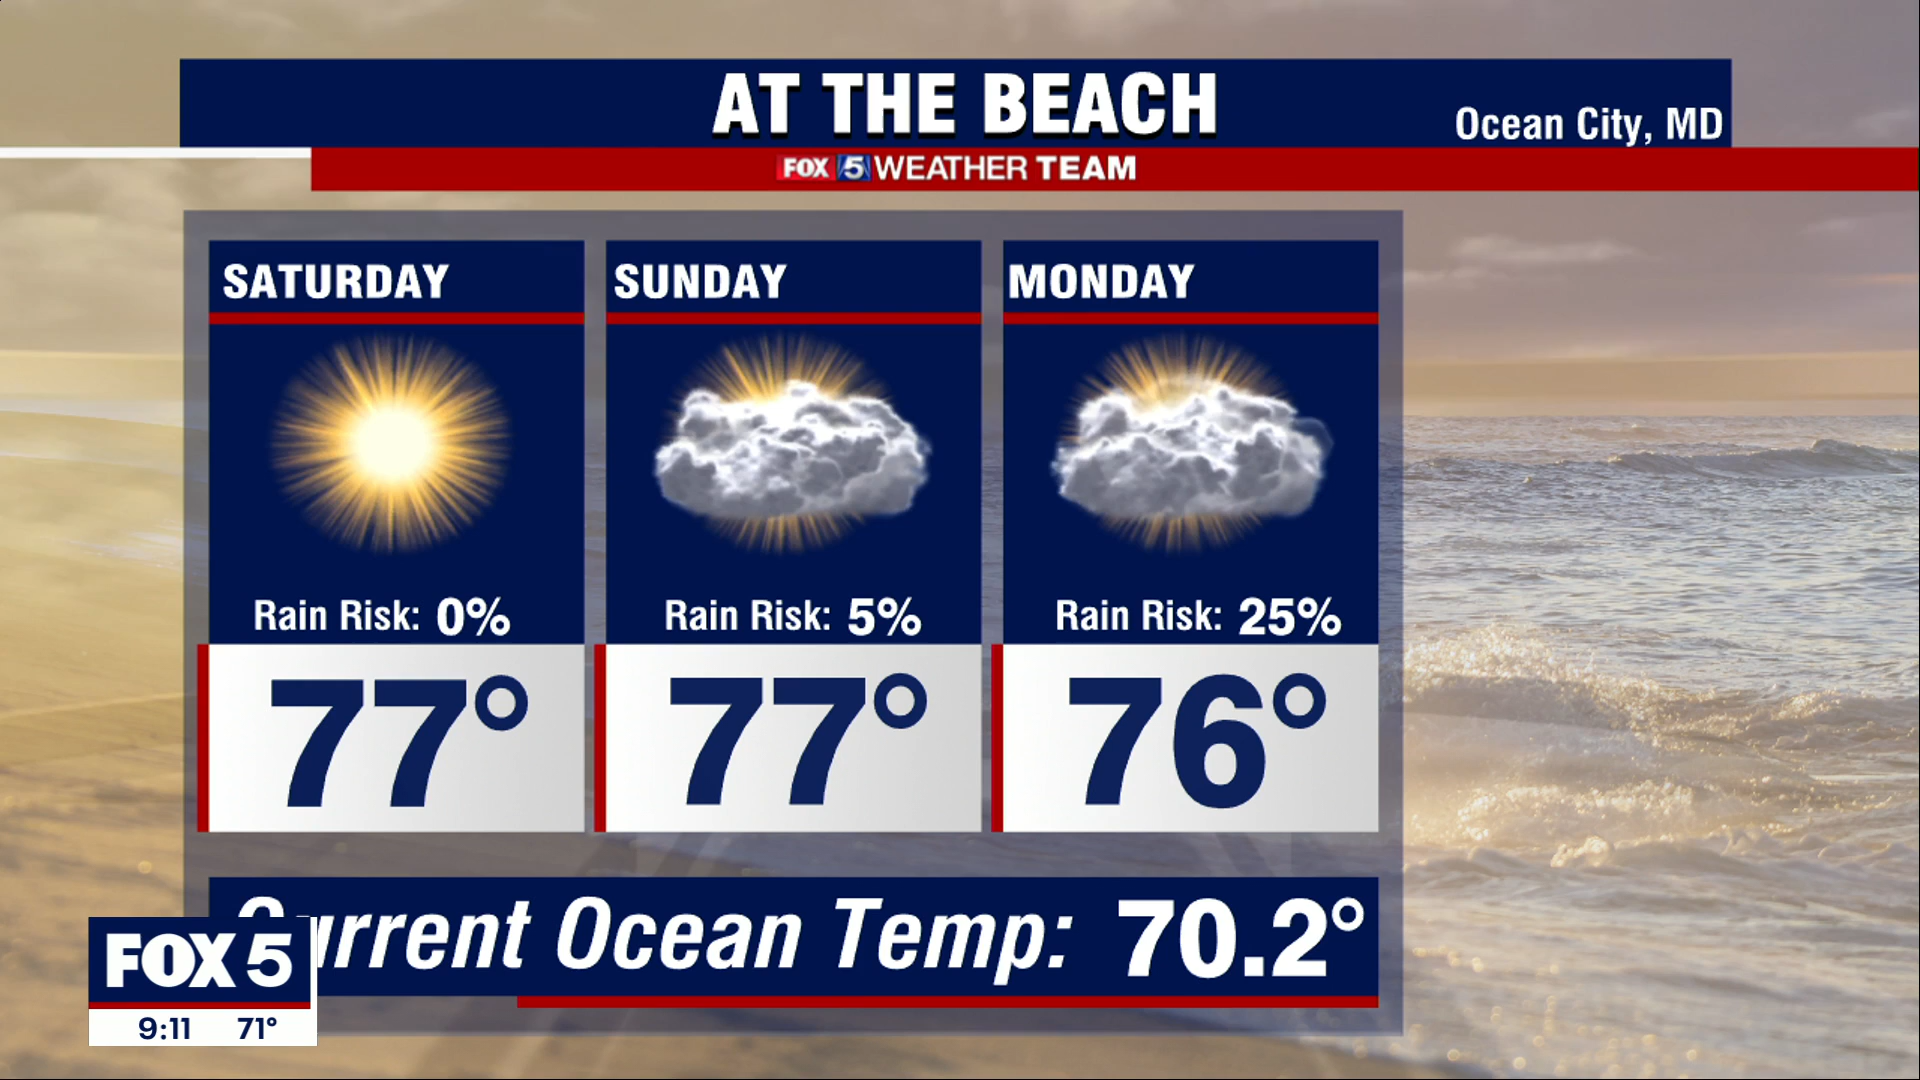 AT THE BEACH
Ocean City, MD
FOX 5 WEATHER TEAM
SATURDAY
Rain Risk: 0%
77°
SUNDAY
Rain Risk: 5%
77°
MONDAY
Rain Risk: 25%
76°
Current Ocean Temp: 70.2°
FOX 5
9:11 71°